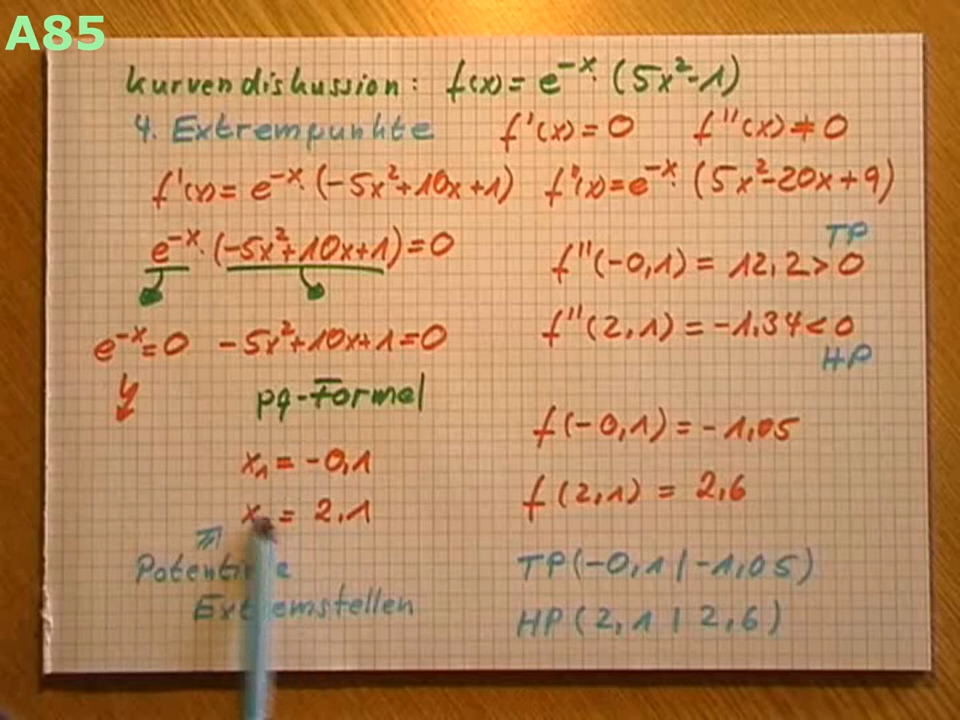 A85
Kurvendiskussion: f(x) = e^-x · (5x²-1)
4. Extrempunkte f'(x) = 0 f''(x) ≠ 0
f'(x) = e^-x · (-5x²+10x+1) f''(x) = e^-x · (5x²-20x+9)
e^-x · (-5x²+10x+1) = 0
TP
f''(-0,1) = 12,2 > 0
e^-x = 0 -5x²+10x+1 = 0
f''(2,1) = -1,34 < 0
HP
pq-Formel
f(-0,1) = -1,05
x₁ = -0,1
f(2,1) = 2,6
= 2,1
TP(-0,1 | -1,05)
Extremstellen
HP(2,1 | 2,6)